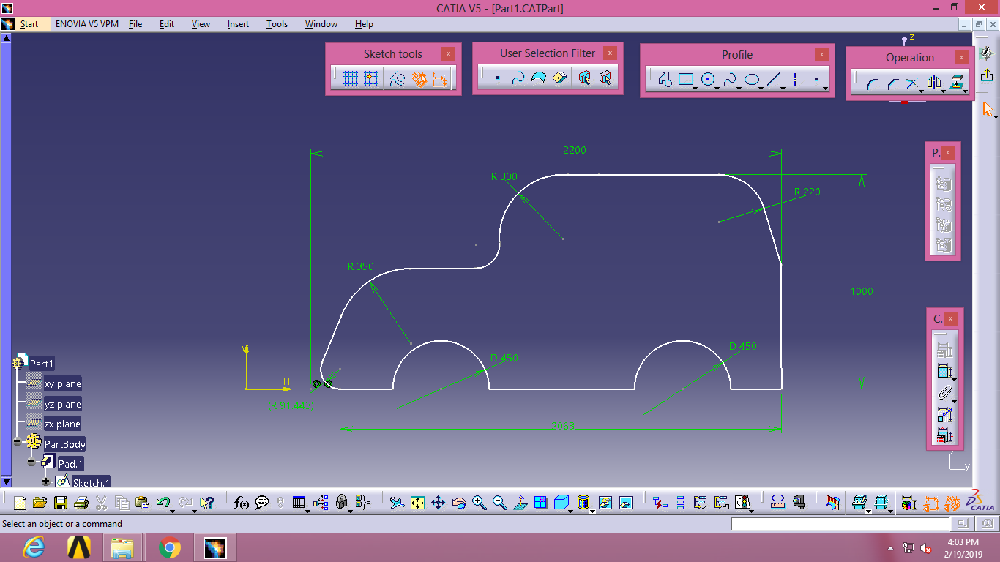 CATIA V5 - [Part1.CATPart]
Start ENOVIA V5 VPM File Edit View Insert Tools Window Help
z
Sketch tools
User Selection Filter
Profile
Operation
P.
2200
R 300
R 220
R 350
1000
C.
D 450
D 450
V
H
Part1
xy plane
yz plane
zx plane
PartBody
Pad.1
Sketch.1
z
y
f(x)
CATIA
Select an object or a command
4:03 PM
2/19/2019